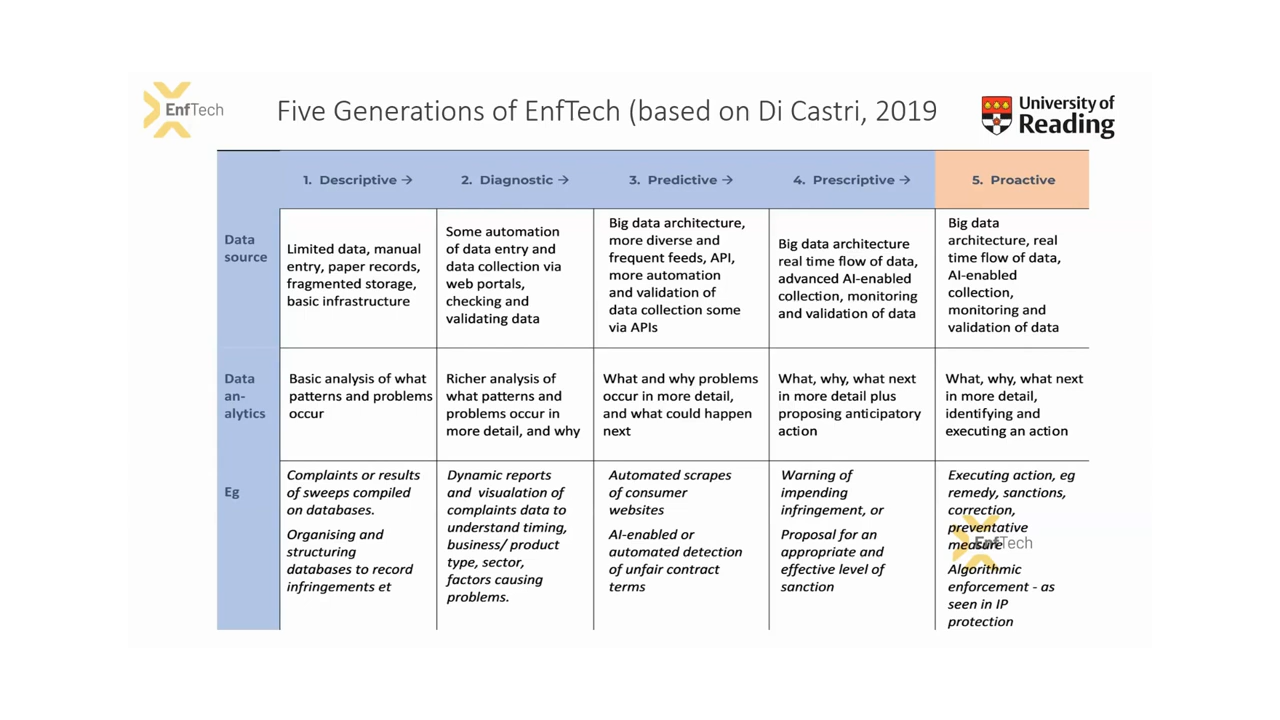 EnfTech
Five Generations of EnfTech (based on Di Castri, 2019
University of
Reading
1. Descriptive →
2. Diagnostic →
3. Predictive →
4. Prescriptive →
5. Proactive
Data
source
Limited data, manual
entry, paper records,
fragmented storage,
basic infrastructure
Some automation
of data entry and
data collection via
web portals,
checking and
validating data
Big data architecture,
more diverse and
frequent feeds, API,
more automation
and validation of
data collection some
via APIs
Big data architecture
real time flow of data,
advanced AI-enabled
collection, monitoring
and validation of data
Big data
architecture, real
time flow of data,
AI-enabled
collection,
monitoring and
validation of data
Data
an-
alytics
Basic analysis of what
patterns and problems
occur
Richer analysis of
what patterns and
problems occur in
more detail, and why
What and why problems
occur in more detail,
and what could happen
next
What, why, what next
in more detail plus
proposing anticipatory
action
What, why, what next
in more detail,
identifying and
executing an action
Eg
Complaints or results
of sweeps compiled
on databases.
Organising and
structuring
databases to record
infringements et
Dynamic reports
and visualation of
complaints data to
understand timing,
business/ product
type, sector,
factors causing
problems.
Automated scrapes
of consumer
websites
AI-enabled or
automated detection
of unfair contract
terms
Warning of
impending
infringement, or
Proposal for an
appropriate and
effective level of
sanction
Executing action, eg
remedy, sanctions,
correction,
preventative
measure
EnfTech
Algorithmic
enforcement - as
seen in IP
protection